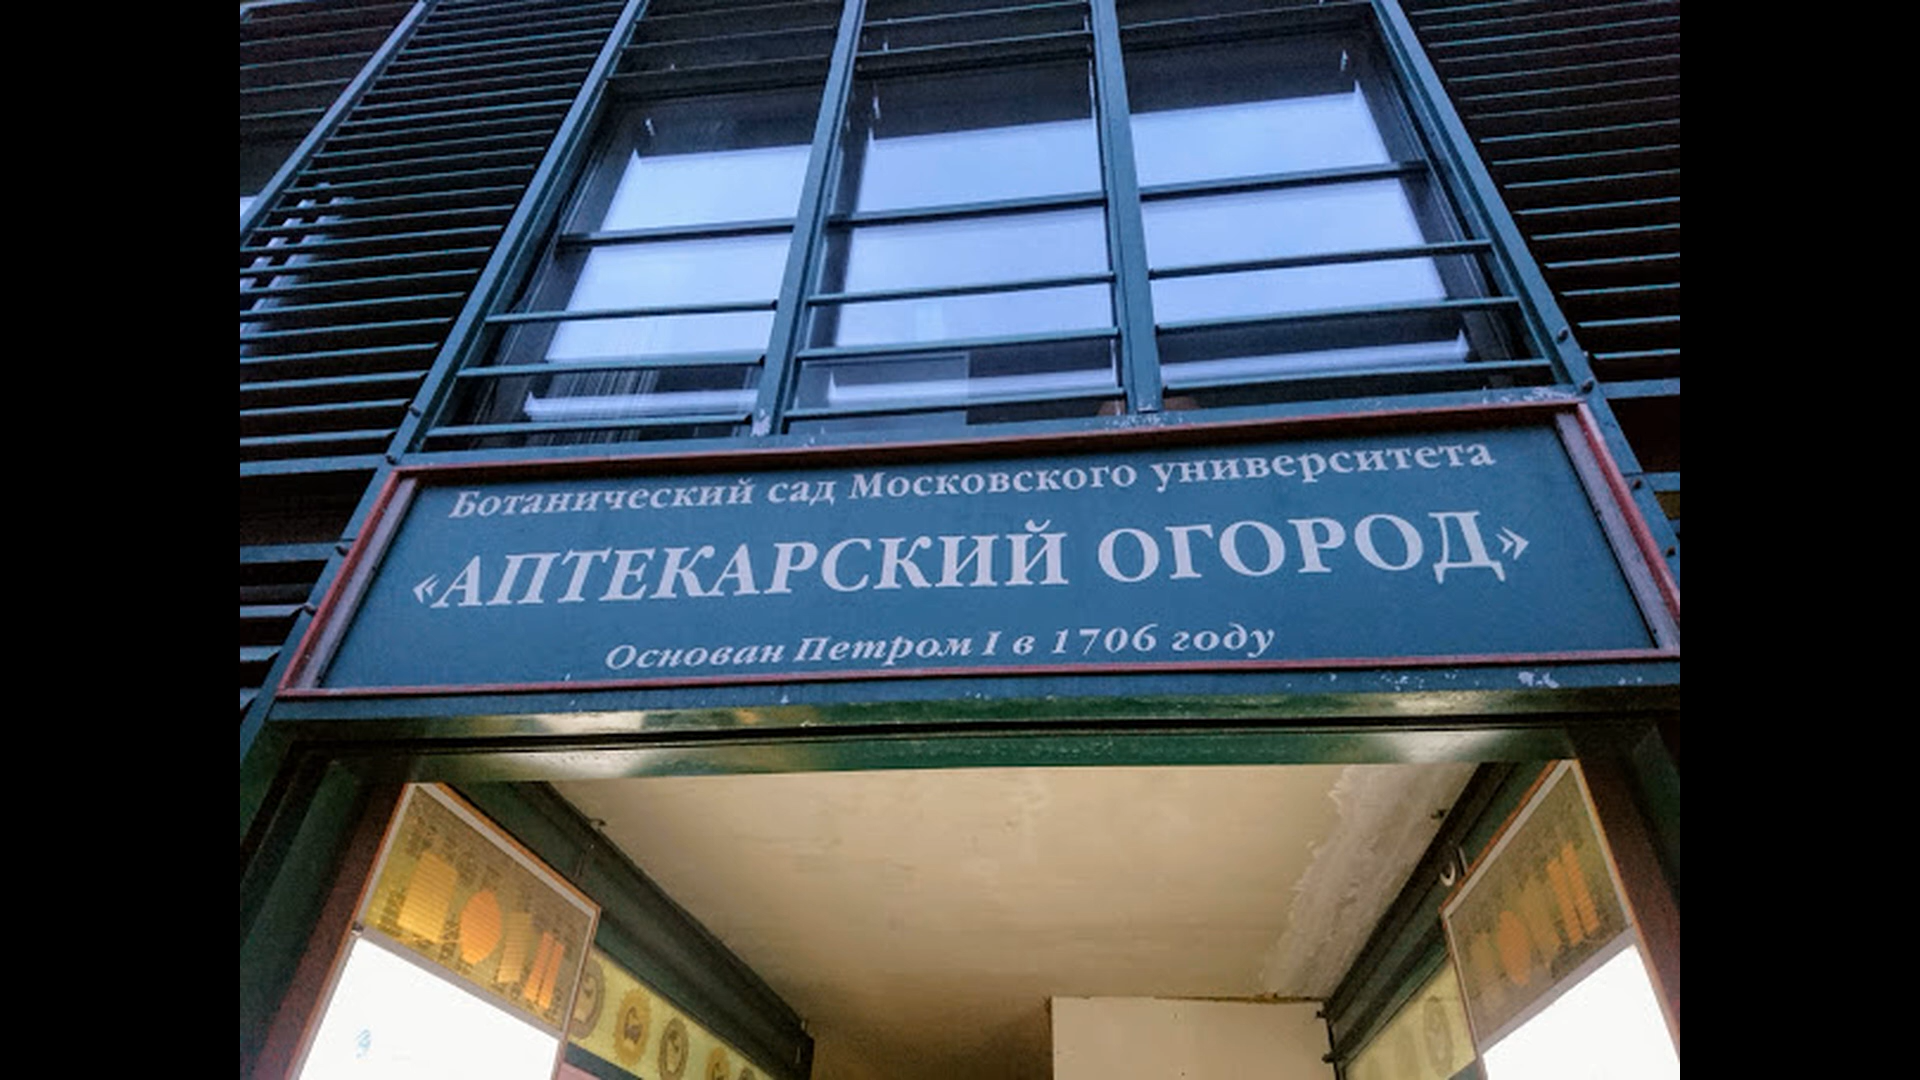 Ботанический сад Московского университета
«АПТЕКАРСКИЙ ОГОРОД»
Основан Петром I в 1706 году